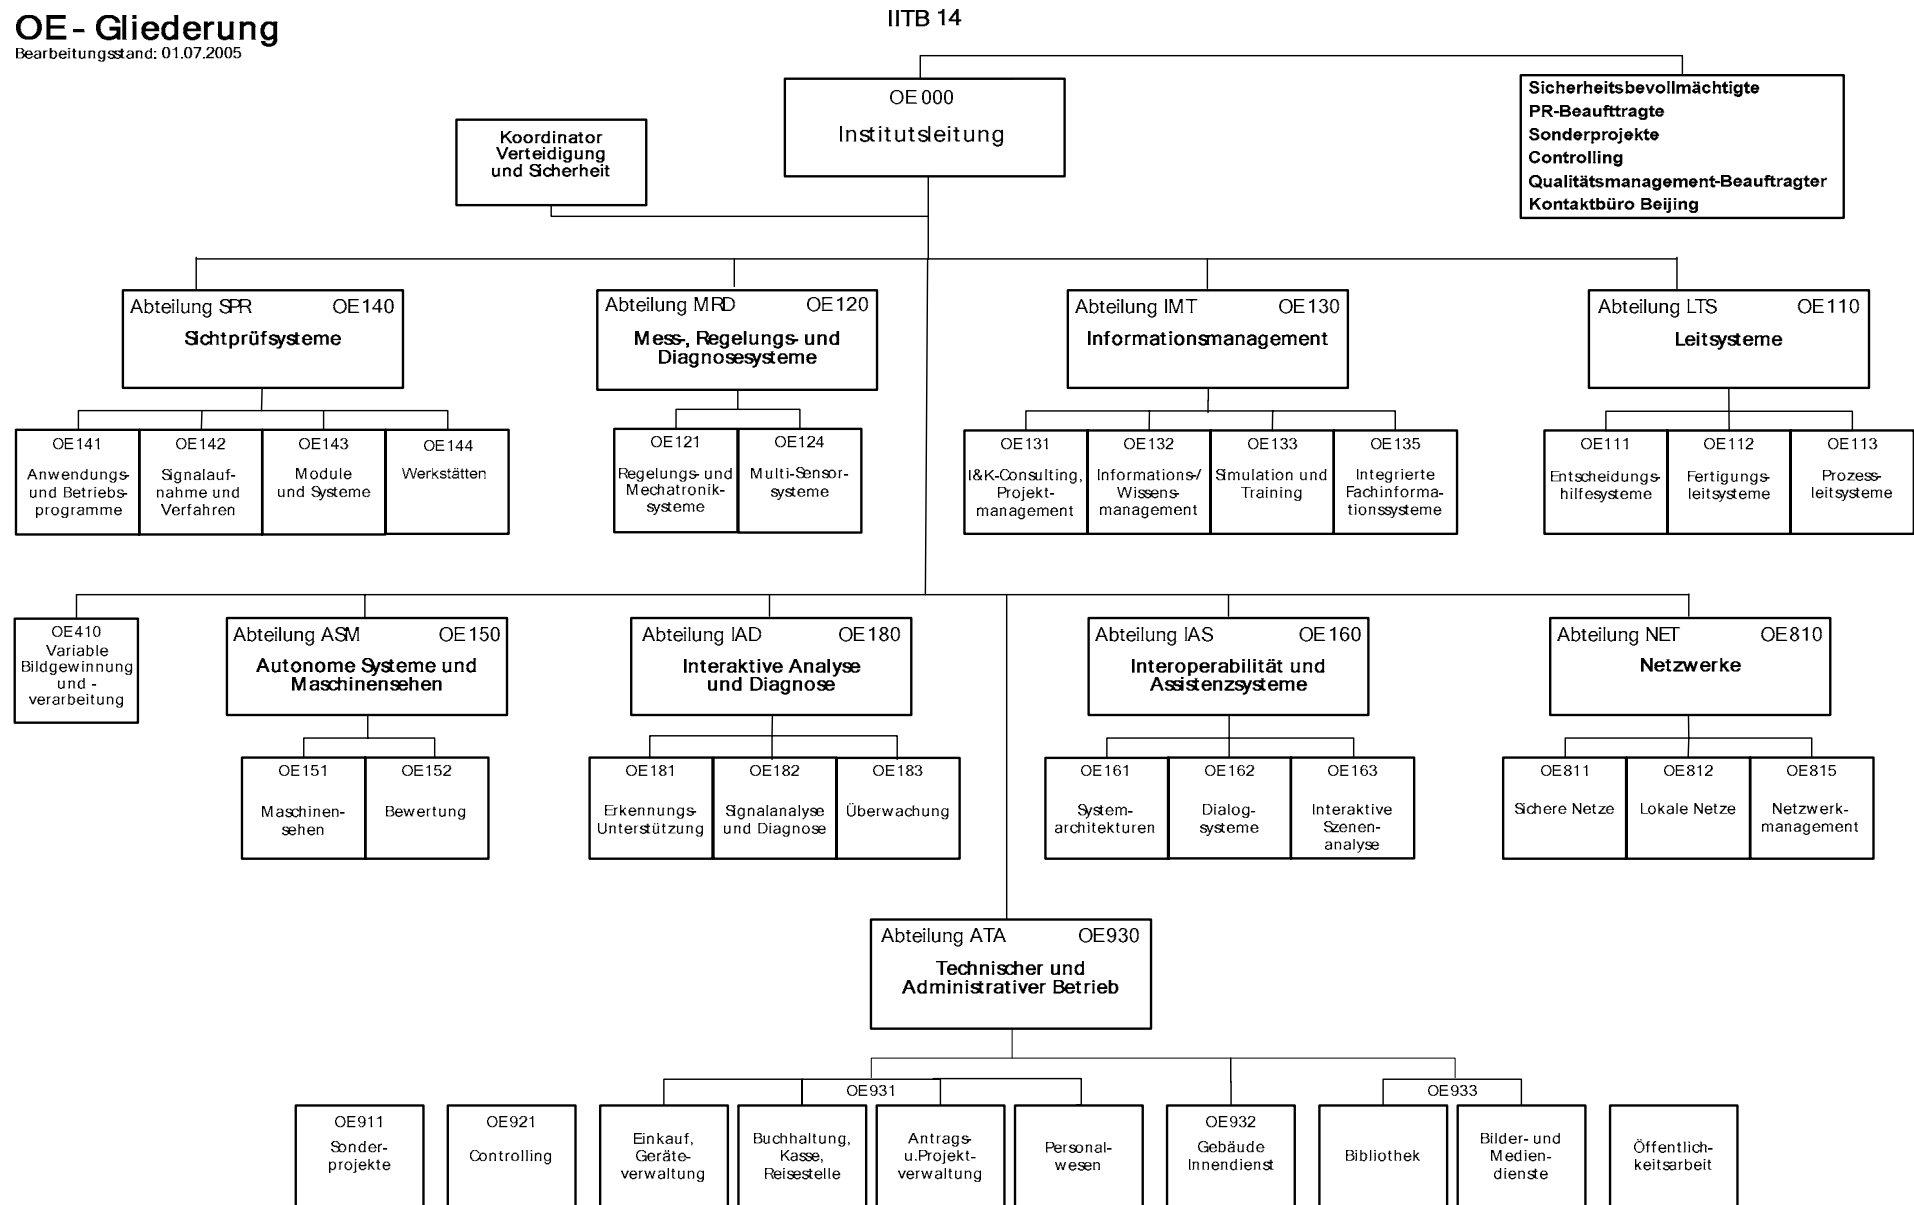 OE - Gliederung
Bearbeitungsstand: 01.07.2005
IITB 14
OE 000
Institutsleitung
Koordinator
Verteidigung
und Sicherheit
Sicherheitsbevollmächtigte
PR-Beaufttragte
Sonderprojekte
Controlling
Qualitätsmanagement-Beauftragter
Kontaktbüro Beijing
Abteilung SPR OE140
Sichtprüfsysteme
Abteilung MRD OE120
Mess-, Regelungs- und
Diagnosesysteme
Abteilung IMT OE130
Informationsmanagement
Abteilung LTS OE110
Leitsysteme
OE141
Anwendungs-
und Betriebs-
programme
OE142
Signalauf-
nahme und
Verfahren
OE143
Module
und Systeme
OE144
Werkstätten
OE121
Regelungs- und
Mechatronik-
systeme
OE124
Multi-Sensor-
systeme
OE131
I&K-Consulting,
Projekt-
management
OE132
Informations-/
Wissens-
management
OE133
Simulation und
Training
OE135
Integrierte
Fachinforma-
tionssysteme
OE111
Entscheidungs-
hilfesysteme
OE112
Fertigungs-
leitsysteme
OE113
Prozess-
leitsysteme
OE410
Variable
Bildgewinnung
und -
verarbeitung
Abteilung ASM OE150
Autonome Systeme und
Maschinensehen
Abteilung IAD OE180
Interaktive Analyse
und Diagnose
Abteilung IAS OE160
Interoperabilität und
Assistenzsysteme
Abteilung NET OE810
Netzwerke
OE151
Maschinen-
sehen
OE152
Bewertung
OE181
Erkennungs-
Unterstützung
OE182
Signalanalyse
und Diagnose
OE183
Überwachung
OE161
System-
architekturen
OE162
Dialog-
systeme
OE163
Interaktive
Szenen-
analyse
OE811
Sichere Netze
OE812
Lokale Netze
OE815
Netzwerk-
management
Abteilung ATA OE930
Technischer und
Administrativer Betrieb
OE931
OE933
OE911
Sonder-
projekte
OE921
Controlling
Einkauf,
Geräte-
verwaltung
Buchhaltung,
Kasse,
Reisestelle
Antrags-
u.Projekt-
verwaltung
Personal-
wesen
OE932
Gebäude
Innendienst
Bibliothek
Bilder- und
Medien-
dienste
Öffentlich-
keitsarbeit